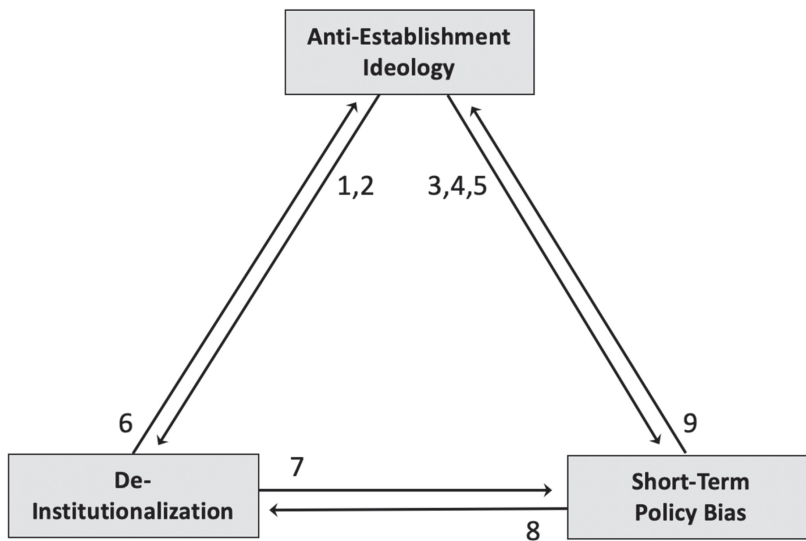 Anti-Establishment
Ideology
1,2
3,4,5
6
9
De-
Institutionalization
7
8
Short-Term
Policy Bias